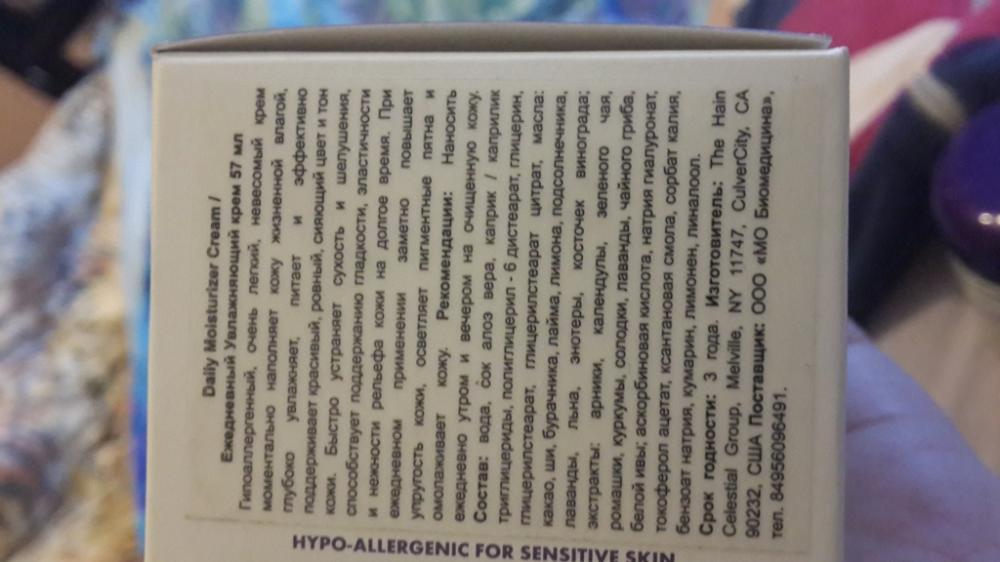 Daily Moisturizer Cream /
Ежедневный Увлажняющий крем 57 мл
Гипоаллергенный, очень легкий, невесомый крем
моментально наполняет кожу жизненной влагой,
глубоко увлажняет, питает и эффективно
поддерживает красивый, ровный, сияющий цвет и тон
кожи. Быстро устраняет сухость и шелушения,
способствует поддержанию гладкости, эластичности
и нежности рельефа кожи на долгое время. При
ежедневном применении заметно повышает
упругость кожи, осветляет пигментные пятна и
омолаживает кожу. Рекомендации: Наносить
ежедневно утром и вечером на очищенную кожу.
Состав: вода, сок алоэ вера, каприк / каприлик
триглицериды, полиглицерил - 6 дистеарат, глицерин,
глицерилстеарат, глицерилстеарат цитрат, масла:
какао, ши, бурачника, лайма, лимона, подсолнечника,
лаванды, льна, энотеры, косточек винограда;
экстракты: арники, календулы, зеленого чая,
ромашки, куркумы, солодки, лаванды, чайного гриба,
белой ивы; аскорбиновая кислота, натрия гиалуронат,
токоферол ацетат, ксантановая смола, сорбат калия,
бензоат натрия, кумарин, лимонен, линалоол.
Срок годности: 3 года. Изготовитель: The Hain
Celestial Group, Melville, NY 11747, CulverCity, CA
90232, США Поставщик: ООО «МО Биомедицина»,
тел. 84956096491.
HYPO-ALLERGENIC FOR SENSITIVE SKIN